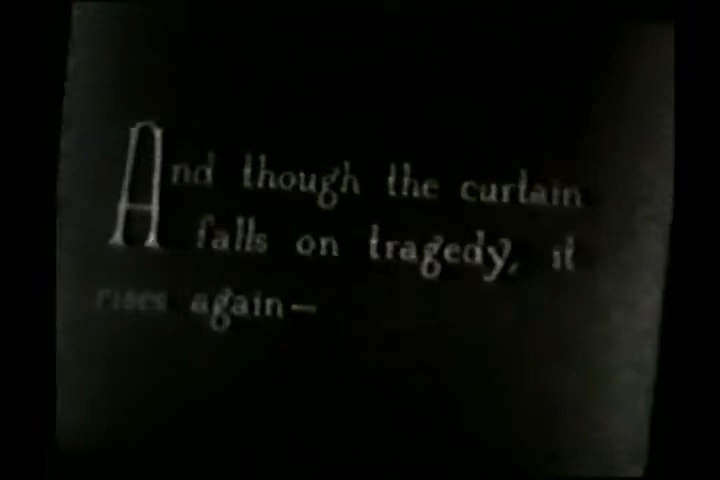 And though the curtain
falls on tragedy, it
rises again—